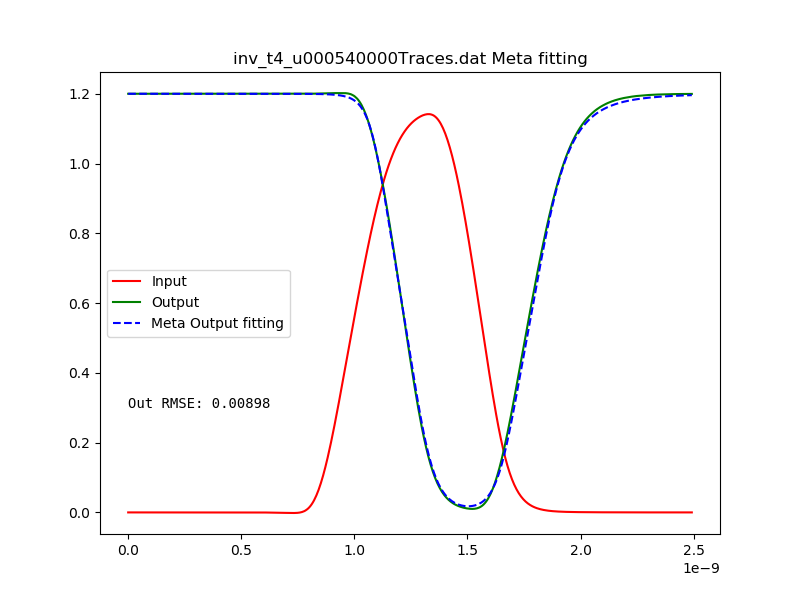 inv_t4_u000540000Traces.dat Meta fitting
1.2
1.0
0.8
0.6
0.4
0.2
0.0
Input
Output
Meta Output fitting
Out RMSE: 0.00898
0.0 0.5 1.0 1.5 2.0 2.5
1e−9